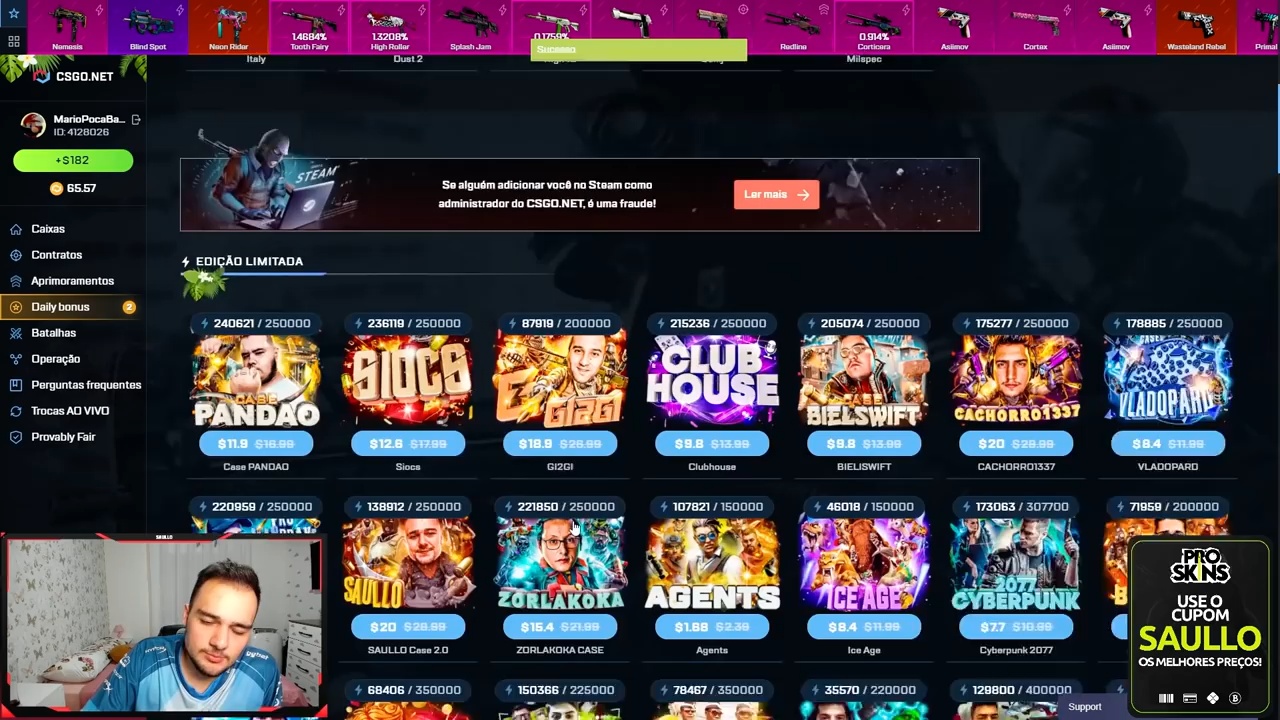 Nemesis
Blind Spot
Neon Rider
1.4684%
Tooth Fairy
1.3208%
High Roller
Splash Jam
0.1759%
Redline
0.914%
Corticera
Asiimov
Cortex
Asiimov
Wasteland Rebel
Primal
Sucesso
Italy
Dust 2
Milspec
CSGO.NET
MarioPocaBa...
ID: 4128026
+$182
65.57
Caixas
Contratos
Aprimoramentos
Daily bonus
2
Batalhas
Operação
Perguntas frequentes
Trocas AO VIVO
Provably Fair
STEAM
Se alguém adicionar você no Steam como
administrador do CSGO.NET, é uma fraude!
Ler mais
EDIÇÃO LIMITADA
240621 / 250000
236119 / 250000
87919 / 200000
215236 / 250000
205074 / 250000
175277 / 250000
178885 / 250000
CASE
PANDAO
SIOCS
GI2GI
CLUB
HOUSE
CASE
BIELSWIFT
CACHORRO1337
CASE
VLADOPARD
$11.9 $16.99
$12.6 $17.99
$18.9 $26.99
$9.8 $13.99
$9.8 $13.99
$20 $29.99
$8.4 $11.99
Case PANDAO
Siocs
GI2GI
Clubhouse
BIELISWIFT
CACHORRO1337
VLADOPARD
220959 / 250000
138912 / 250000
221850 / 250000
107821 / 150000
46018 / 150000
173063 / 307700
71959 / 200000
SAULLO
ZORLAKOKA
AGENTS
ICE AGE
2077
CYBERPUNK
$20 $28.99
$15.4 $21.99
$1.68 $2.39
$8.4 $11.99
$7.7 $10.99
SAULLO Case 2.0
ZORLAKOKA CASE
Agents
Ice Age
Cyberpunk 2077
68406 / 350000
150366 / 225000
78467 / 350000
35570 / 220000
129800 / 400000
SAULLO
PRO
SKINS
USE O
CUPOM
SAULLO
OS MELHORES PREÇOS!
Support